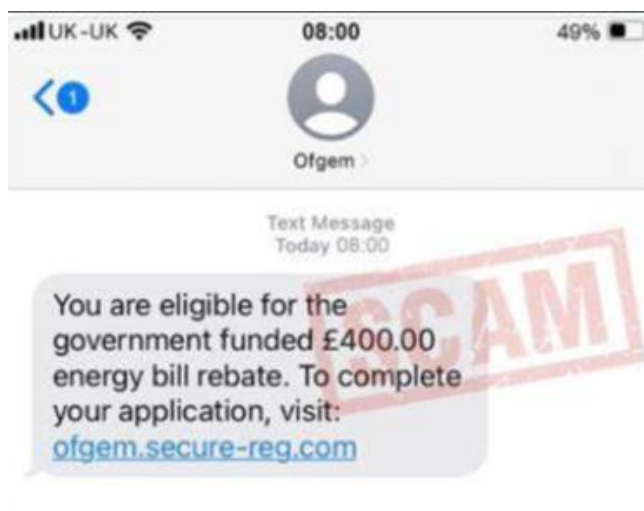 UK-UK 08:00 49%
1
Ofgem
Text Message
Today 08:00
You are eligible for the
government funded £400.00
energy bill rebate. To complete
your application, visit:
ofgem.secure-reg.com
SCAM